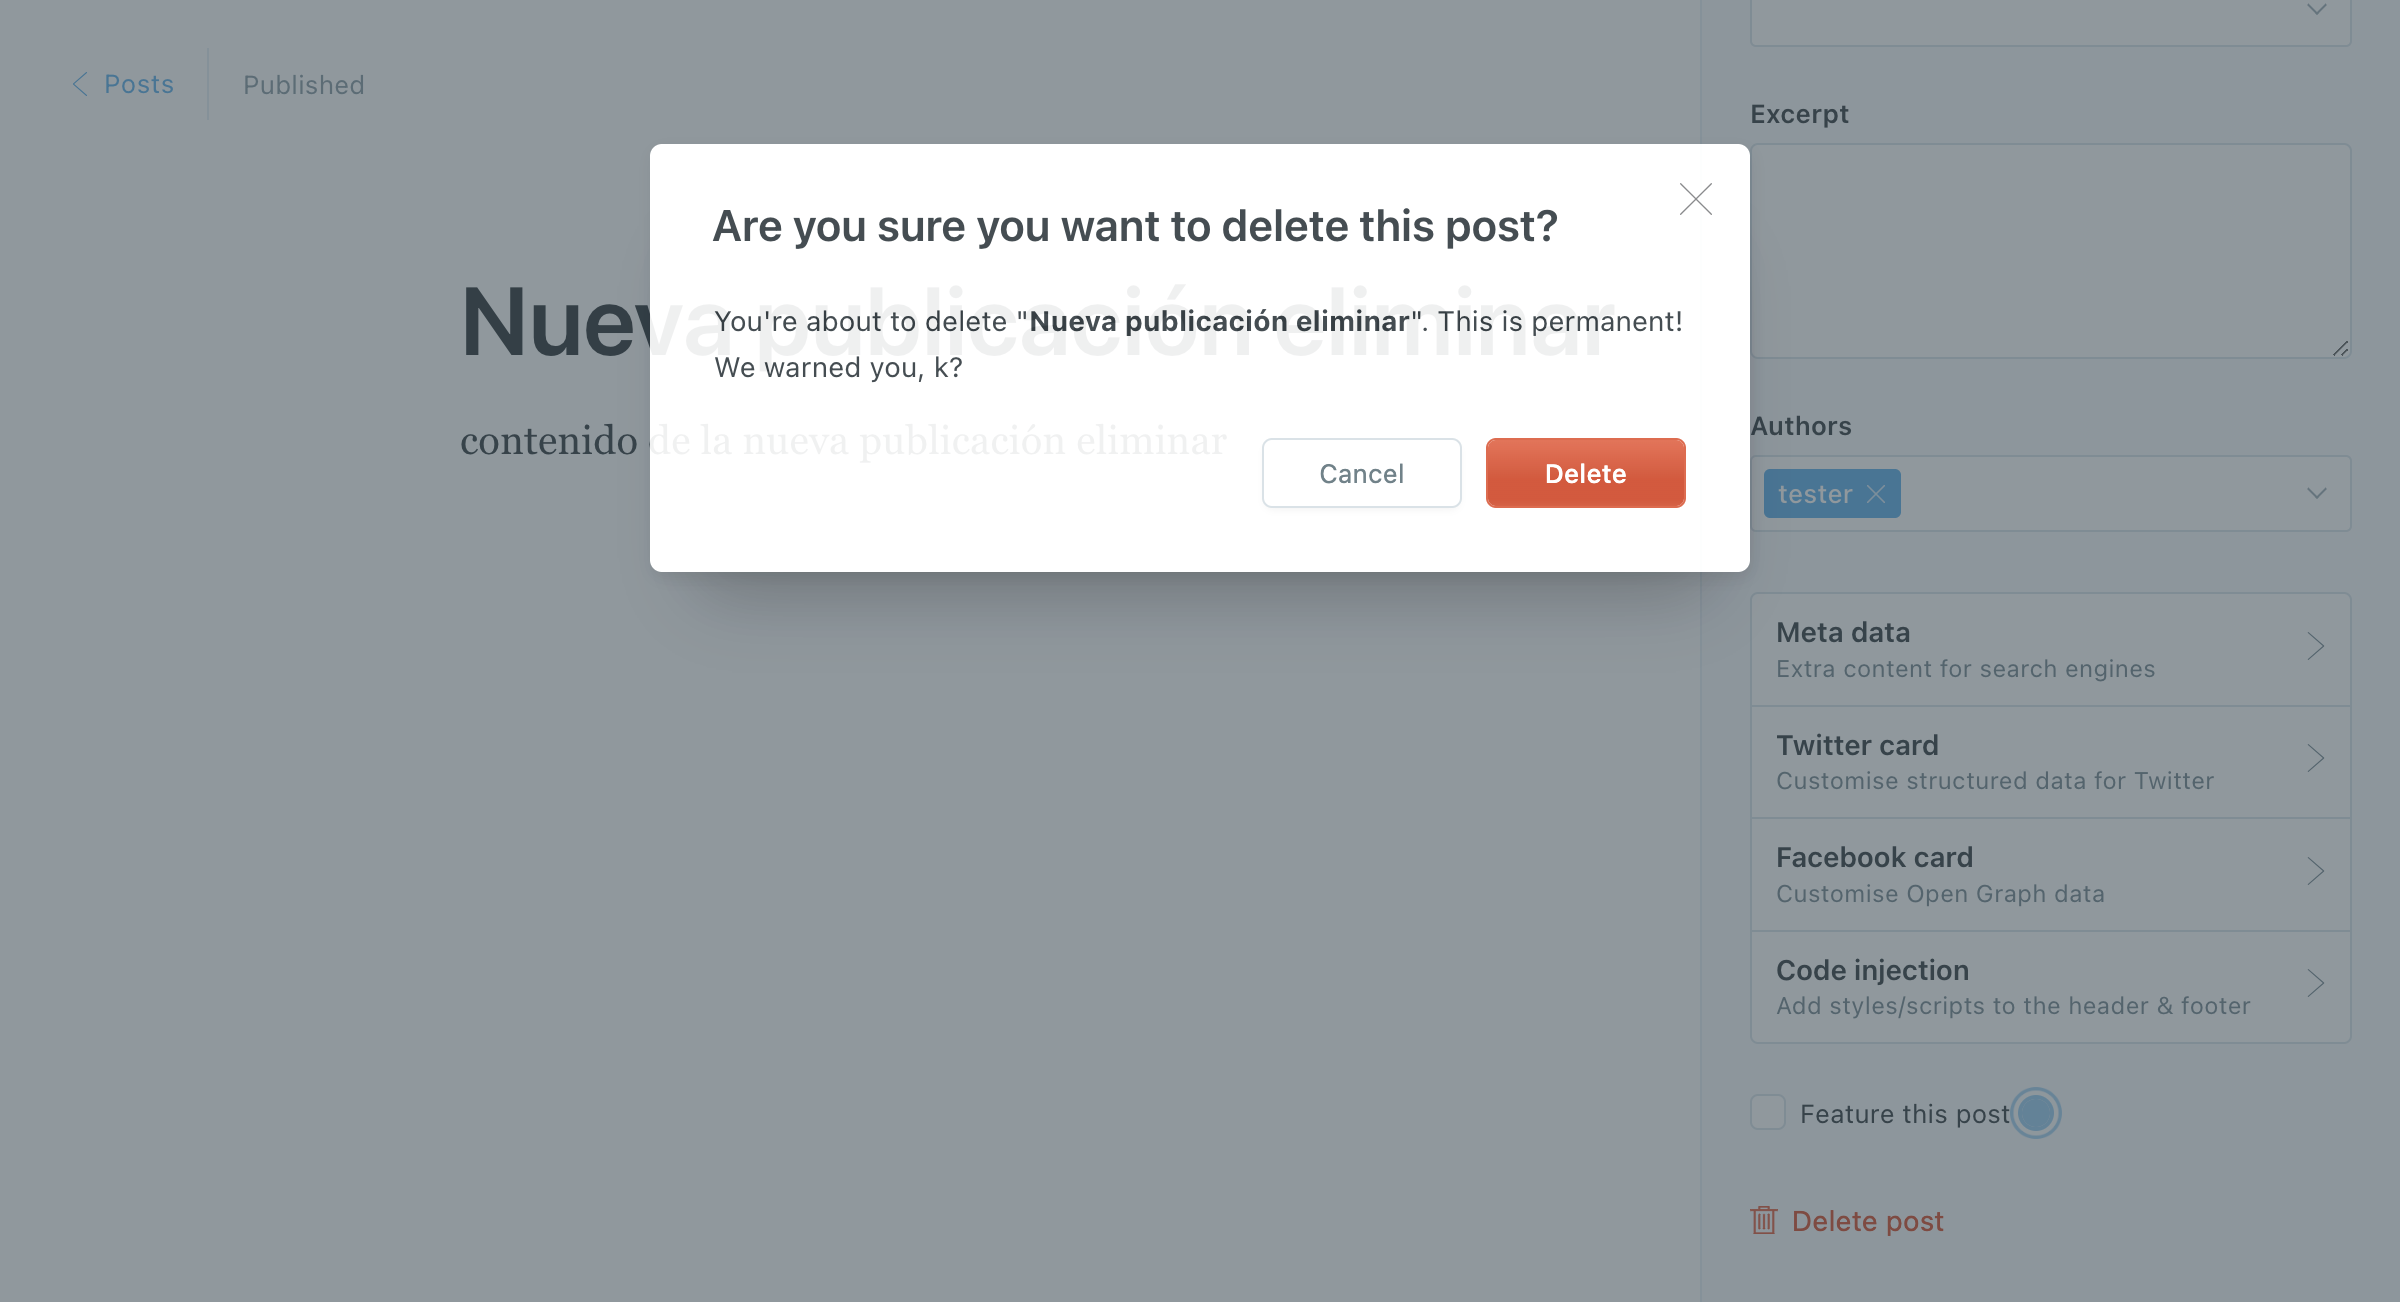 Posts
Published
Are you sure you want to delete this post?
You're about to delete "Nueva publicación eliminar". This is permanent!
We warned you, k?
Cancel
Delete
Nueva publicación eliminar
contenido de la nueva publicación eliminar
Excerpt
Authors
tester
Meta data
Extra content for search engines
Twitter card
Customise structured data for Twitter
Facebook card
Customise Open Graph data
Code injection
Add styles/scripts to the header & footer
Feature this post
Delete post